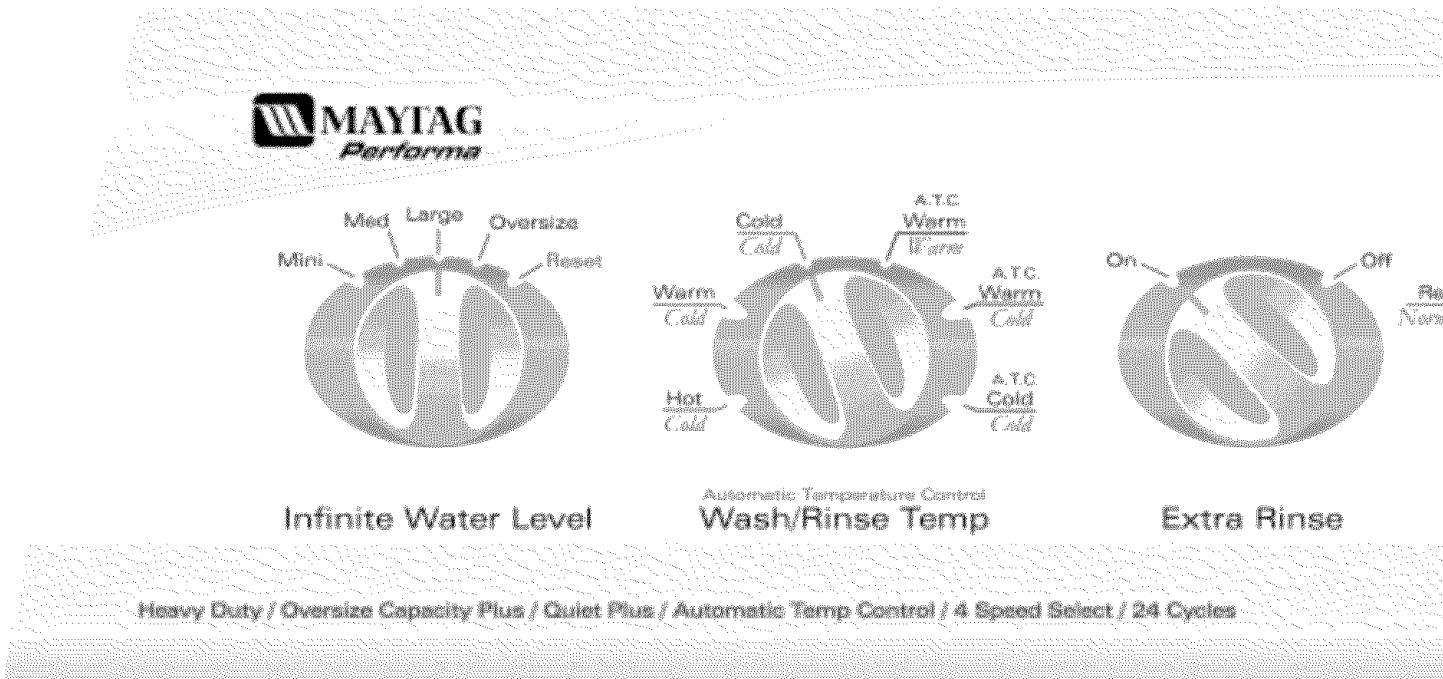 MAYTAG
Performa
Mini
Med
Large
Oversize
Reset
Infinite Water Level
Cold
Cold
A.T.C.
Warm
Warm
Warm
Cold
A.T.C.
Warm
Cold
Hot
Cold
A.T.C.
Cold
Cold
Automatic Temperature Control
Wash/Rinse Temp
On
Off
Extra Rinse
Heavy Duty / Oversize Capacity Plus / Quiet Plus / Automatic Temp Control / 4 Speed Select / 24 Cycles